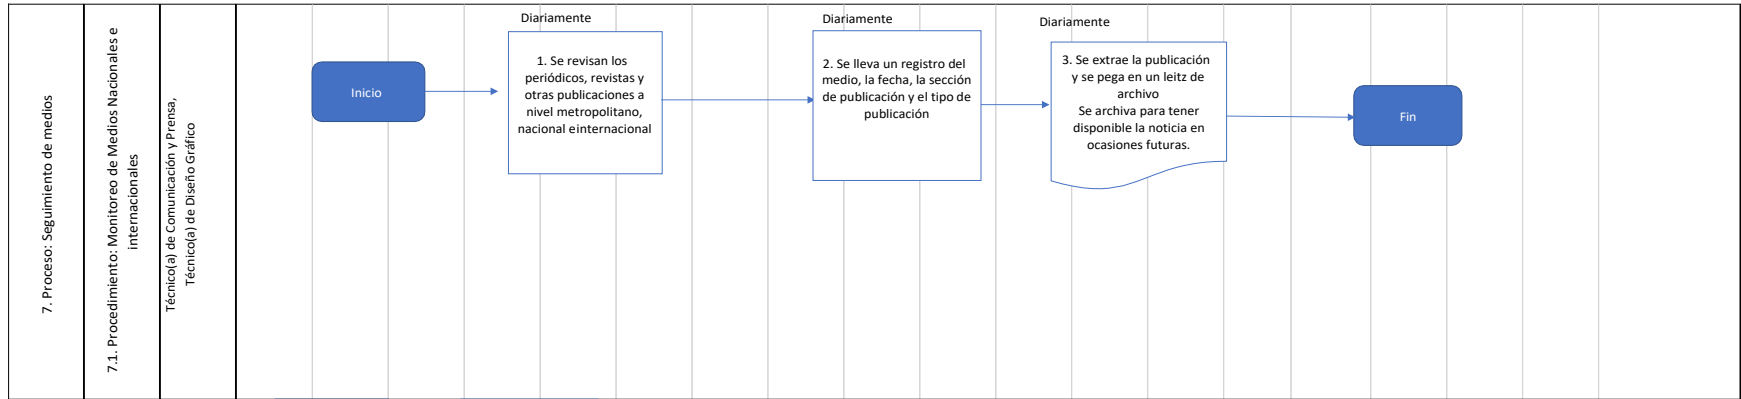 7. Proceso: Seguimiento de medios
7.1. Procedimiento: Monitoreo de Medios Nacionales e
internacionales
Técnico(a) de Comunicación y Prensa,
Técnico(a) de Diseño Gráfico
Inicio
Diariamente
1. Se revisan los
periódicos, revistas y
otras publicaciones a
nivel metropolitano,
nacional e internacional
Diariamente
2. Se lleva un registro del
medio, la fecha, la sección
de publicación y el tipo de
publicación
Diariamente
3. Se extrae la publicación
y se pega en un leitz de
archivo
Se archiva para tener
disponible la noticia en
ocasiones futuras.
Fin